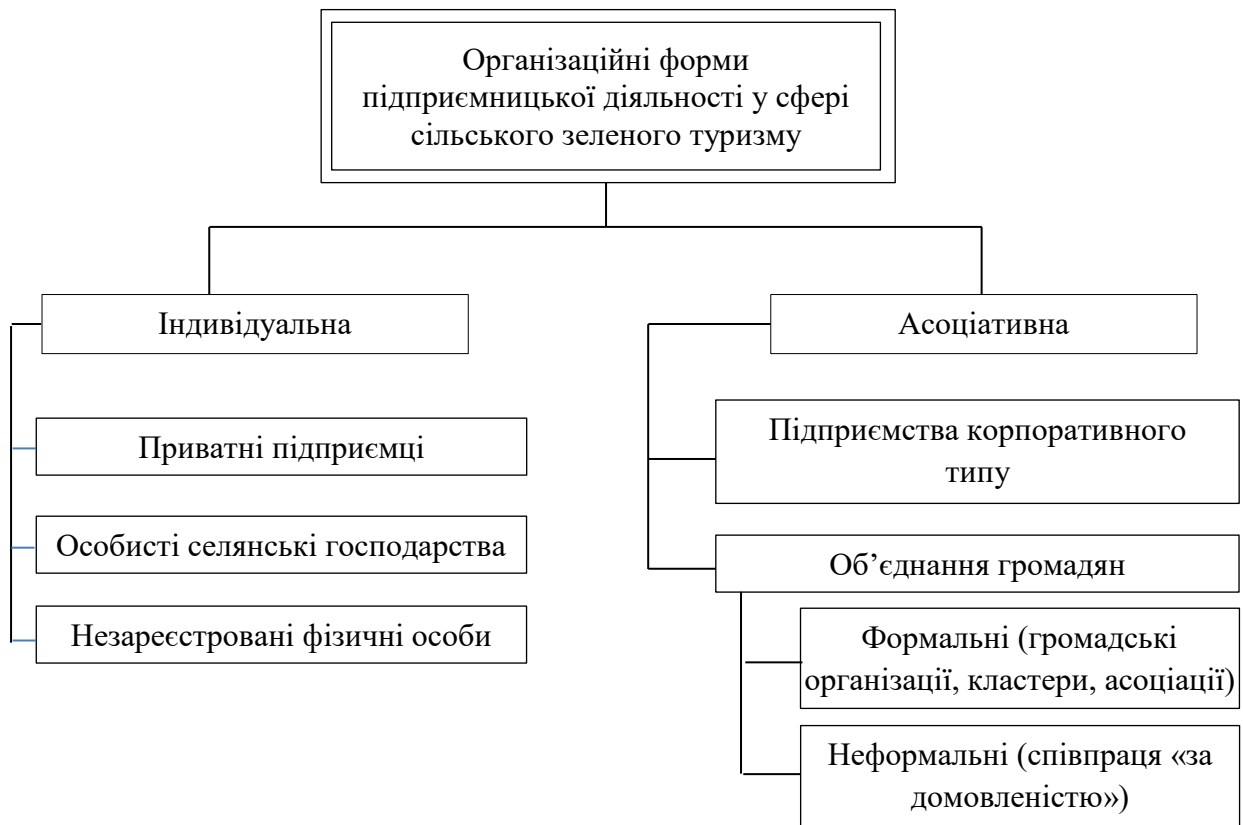 Організаційні форми
підприємницької діяльності у сфері
сільського зеленого туризму
Індивідуальна
Асоціативна
Приватні підприємці
Особисті селянські господарства
Незареєстровані фізичні особи
Підприємства корпоративного
типу
Об’єднання громадян
Формальні (громадські
організації, кластери, асоціації)
Неформальні (співпраця «за
домовленістю»)